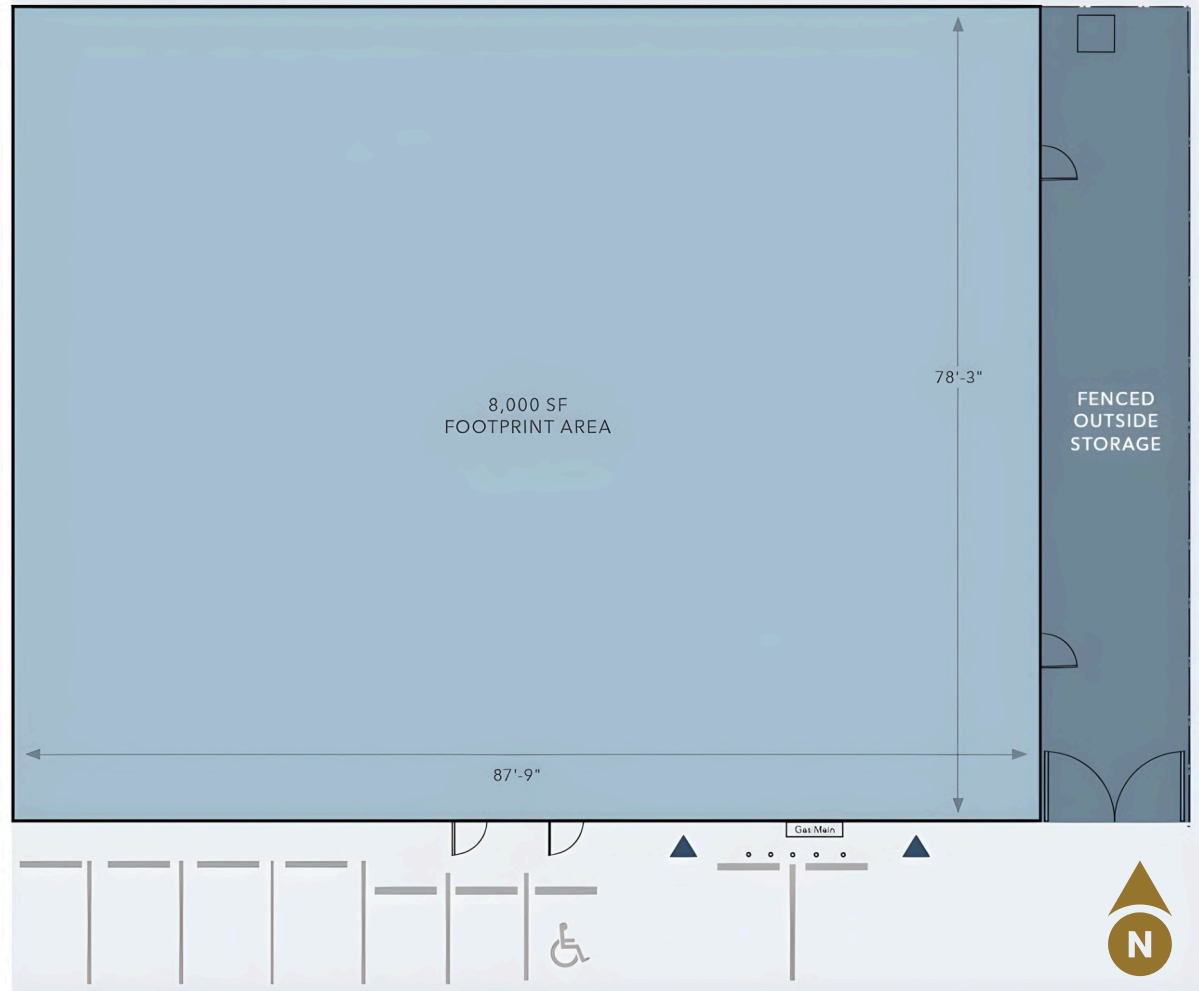 78'-3"
8,000 SF
FOOTPRINT AREA
FENCED
OUTSIDE
STORAGE
87'-9"
Gas Main
N